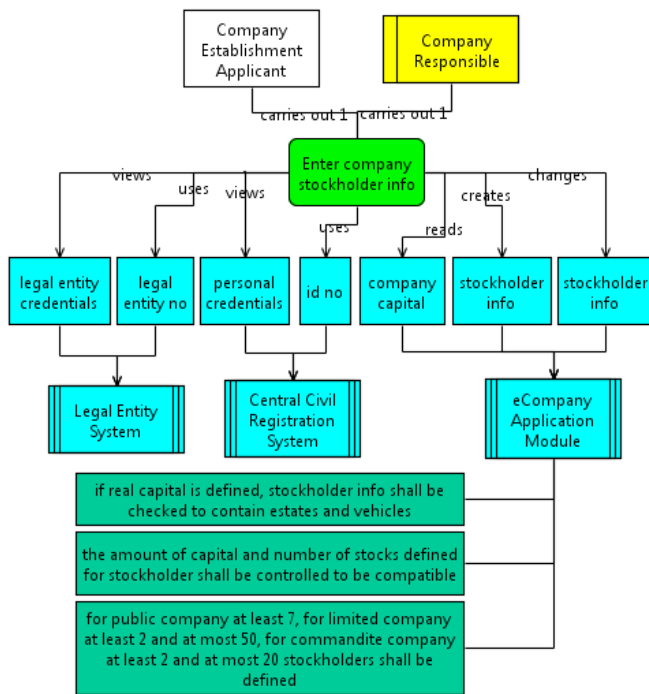 Company
Establishment
Applicant
Company
Responsible
carries out 1
carries out 1
Enter company
stockholder info
views
uses
views
uses
reads
creates
changes
legal entity
credentials
legal
entity no
personal
credentials
id no
company
capital
stockholder
info
stockholder
info
Legal Entity
System
Central Civil
Registration
System
eCompany
Application
Module
if real capital is defined, stockholder info shall be
checked to contain estates and vehicles
the amount of capital and number of stocks defined
for stockholder shall be controlled to be compatible
for public company at least 7, for limited company
at least 2 and at most 50, for commandite company
at least 2 and at most 20 stockholders shall be
defined